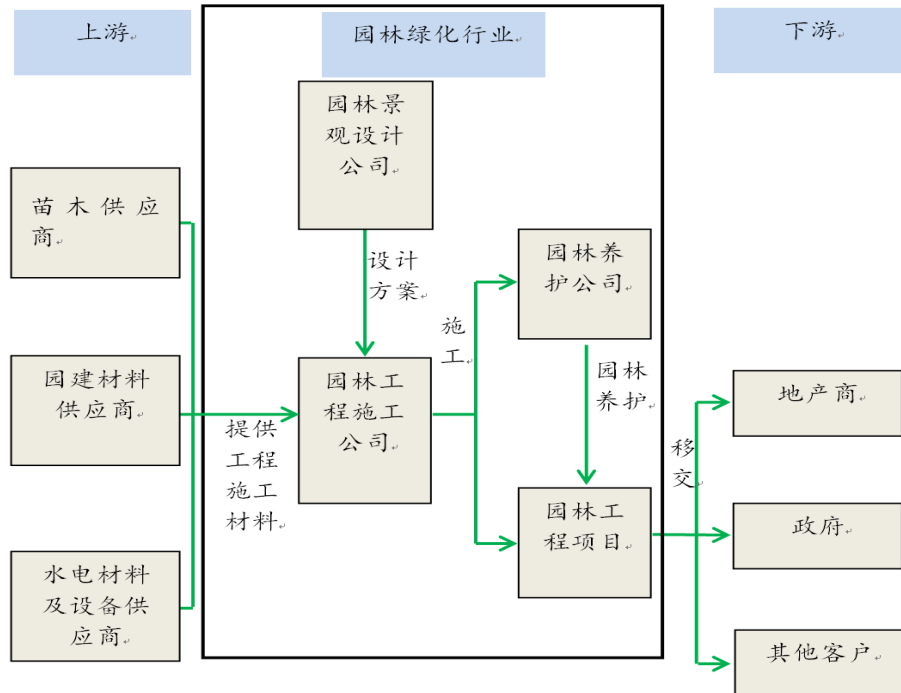 上游
园林绿化行业
下游
园林景
观设计
公司
苗木供应
商
设计
方案
园林养
护公司
施
工
园建材料
供应商
园林工
程施工
公司
园林
养护
地产商
提供
工程
施工
材料
移
交
园林工
程项目
政府
水电材料
及设备供
应商
其他客户